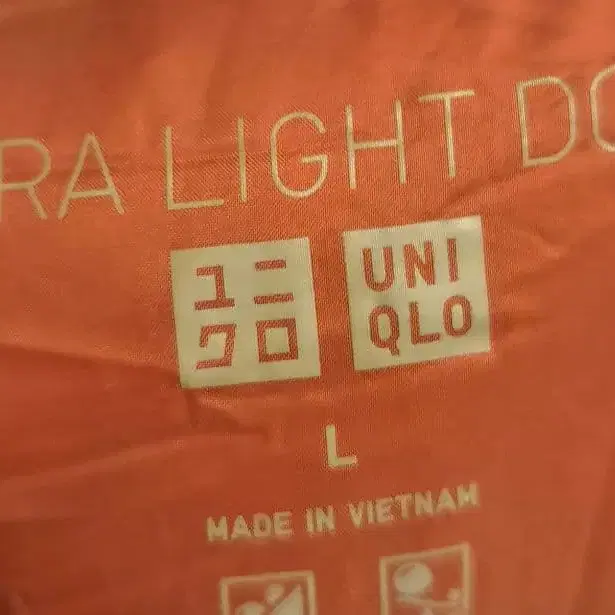 RA LIGHT DO
ユニ UNI
クロ QLO
L
MADE IN VIETNAM